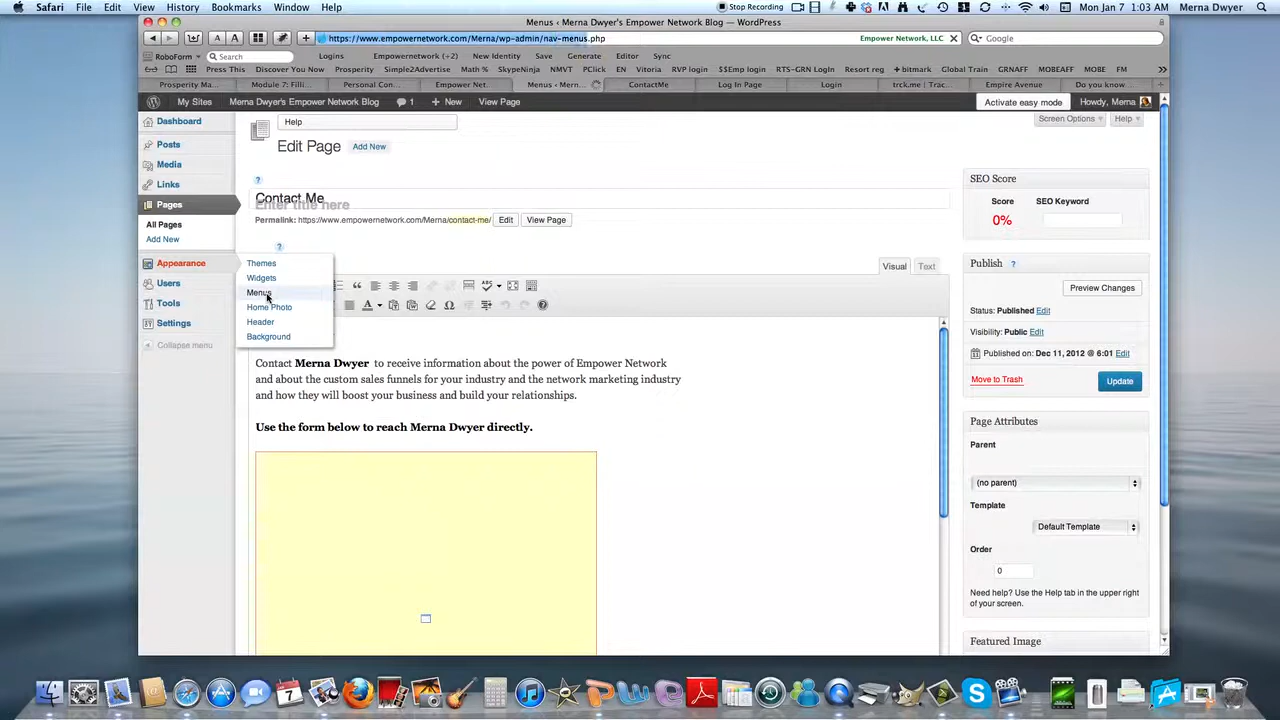 Safari File Edit View History Bookmarks Window Help Stop Recording Mon Jan 7 1:03 AM Merna Dwyer
Menus ‹ Merna Dwyer's Empower Network Blog — WordPress
A A https://www.empowernetwork.com/Merna/wp-admin/nav-menus.php Empower Network, LLC Google
RoboForm Search Logins Empowernetwork (+2) New Identity Save Generate Editor Sync
Press This Discover You Now Prosperity Simple2Advertise Math % SkypeNinja NMVT PClick EN Vitoria RVP login $$Emp login RTS-GRN LogIn Resort reg + bitmark Global Train GRNAFF MOBEAFF MOBE FM
Prosperity Ma... Module 7: Filli... Empower Net... Menus ‹ Mern... ContactMe Log In Page Login trck.me | Trac... Empire Avenue Do you know...
My Sites Merna Dwyer's Empower Network Blog 1 + New View Page Activate easy mode Howdy, Merna
Screen Options Help
Dashboard
Posts
Media
Links
Pages
All Pages
Add New
Appearance
Users
Tools
Settings
Collapse menu
Themes
Widgets
Menus
Home Photo
Header
Background
Help
Edit Page Add New
?
Contact Me
Enter title here
Permalink: https://www.empowernetwork.com/Merna/contact-me/ Edit View Page
?
Visual Text
Contact Merna Dwyer to receive information about the power of Empower Network
and about the custom sales funnels for your industry and the network marketing industry
and how they will boost your business and build your relationships.
Use the form below to reach Merna Dwyer directly.
SEO Score
Score SEO Keyword
0%
Publish ?
Preview Changes
Status: Published Edit
Visibility: Public Edit
Published on: Dec 11, 2012 @ 6:01 Edit
Move to Trash Update
Page Attributes
Parent
(no parent)
Template
Default Template
Order
0
Need help? Use the Help tab in the upper right
of your screen.
Featured Image